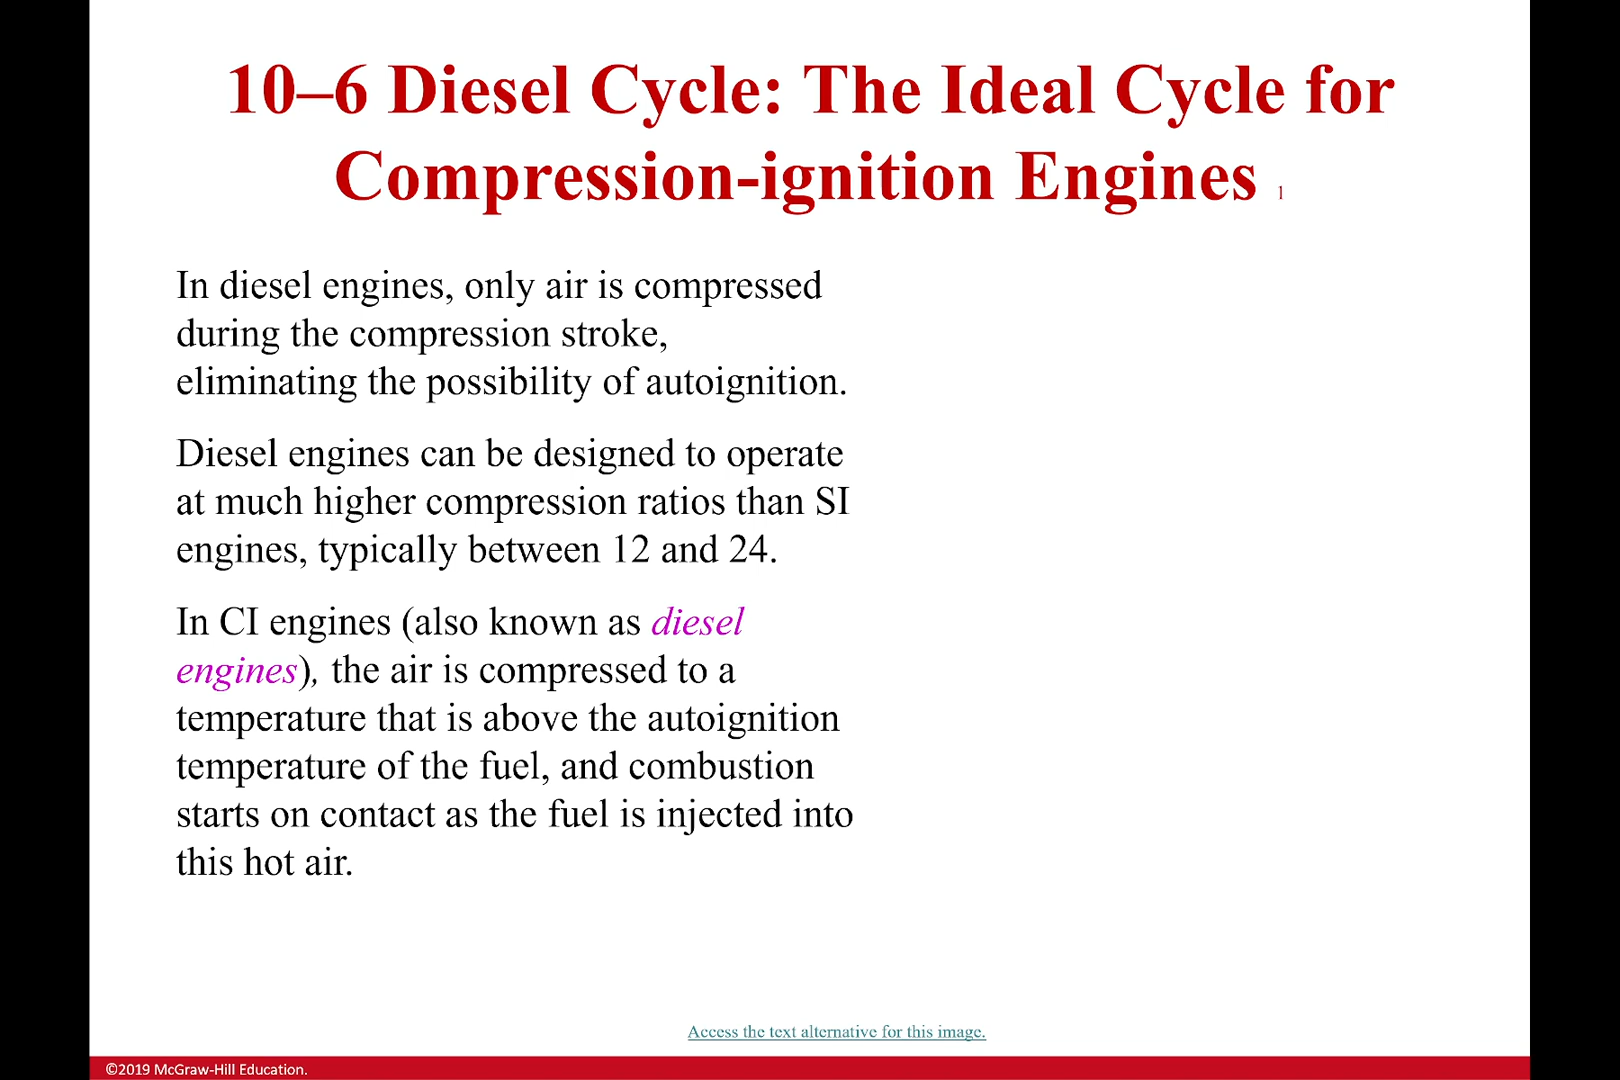 10–6 Diesel Cycle: The Ideal Cycle for
Compression-ignition Engines 1
In diesel engines, only air is compressed
during the compression stroke,
eliminating the possibility of autoignition.
Diesel engines can be designed to operate
at much higher compression ratios than SI
engines, typically between 12 and 24.
In CI engines (also known as diesel
engines), the air is compressed to a
temperature that is above the autoignition
temperature of the fuel, and combustion
starts on contact as the fuel is injected into
this hot air.
Access the text alternative for this image.
©2019 McGraw-Hill Education.